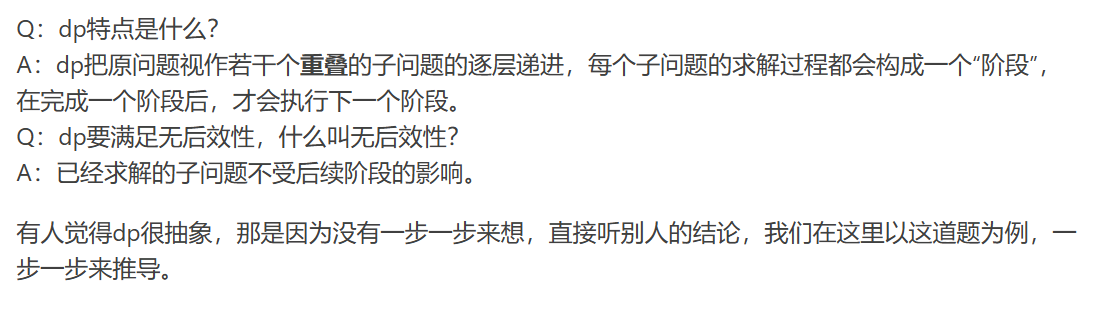 Q：dp特点是什么？
A：dp把原问题视作若干个重叠的子问题的逐层递进，每个子问题的求解过程都会构成一个“阶段”，
在完成一个阶段后，才会执行下一个阶段。
Q：dp要满足无后效性，什么叫无后效性？
A：已经求解的子问题不受后续阶段的影响。
有人觉得dp很抽象，那是因为没有一步一步来想，直接听别人的结论，我们在这里以这道题为例，一
步一步来推导。